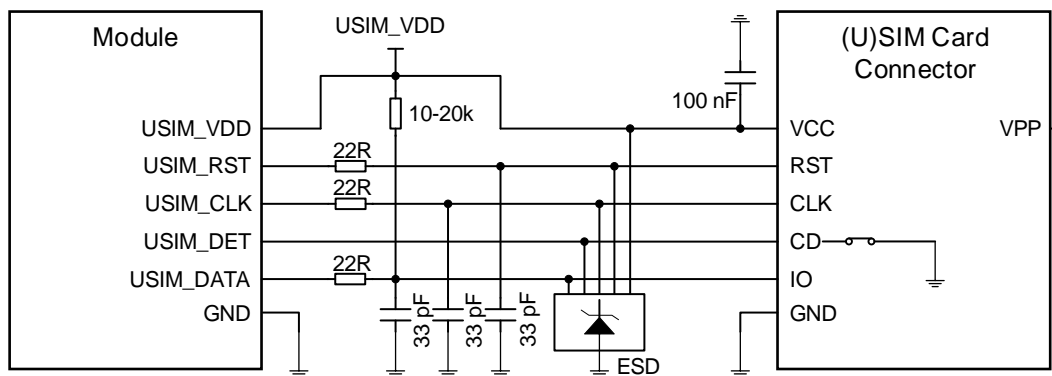 Module
USIM_VDD
(U)SIM Card
Connector
10-20k
100 nF
USIM_VDD
VCC
VPP
22R
USIM_RST
RST
22R
USIM_CLK
CLK
USIM_DET
CD
22R
USIM_DATA
IO
GND
33 pF
33 pF
33 pF
GND
ESD